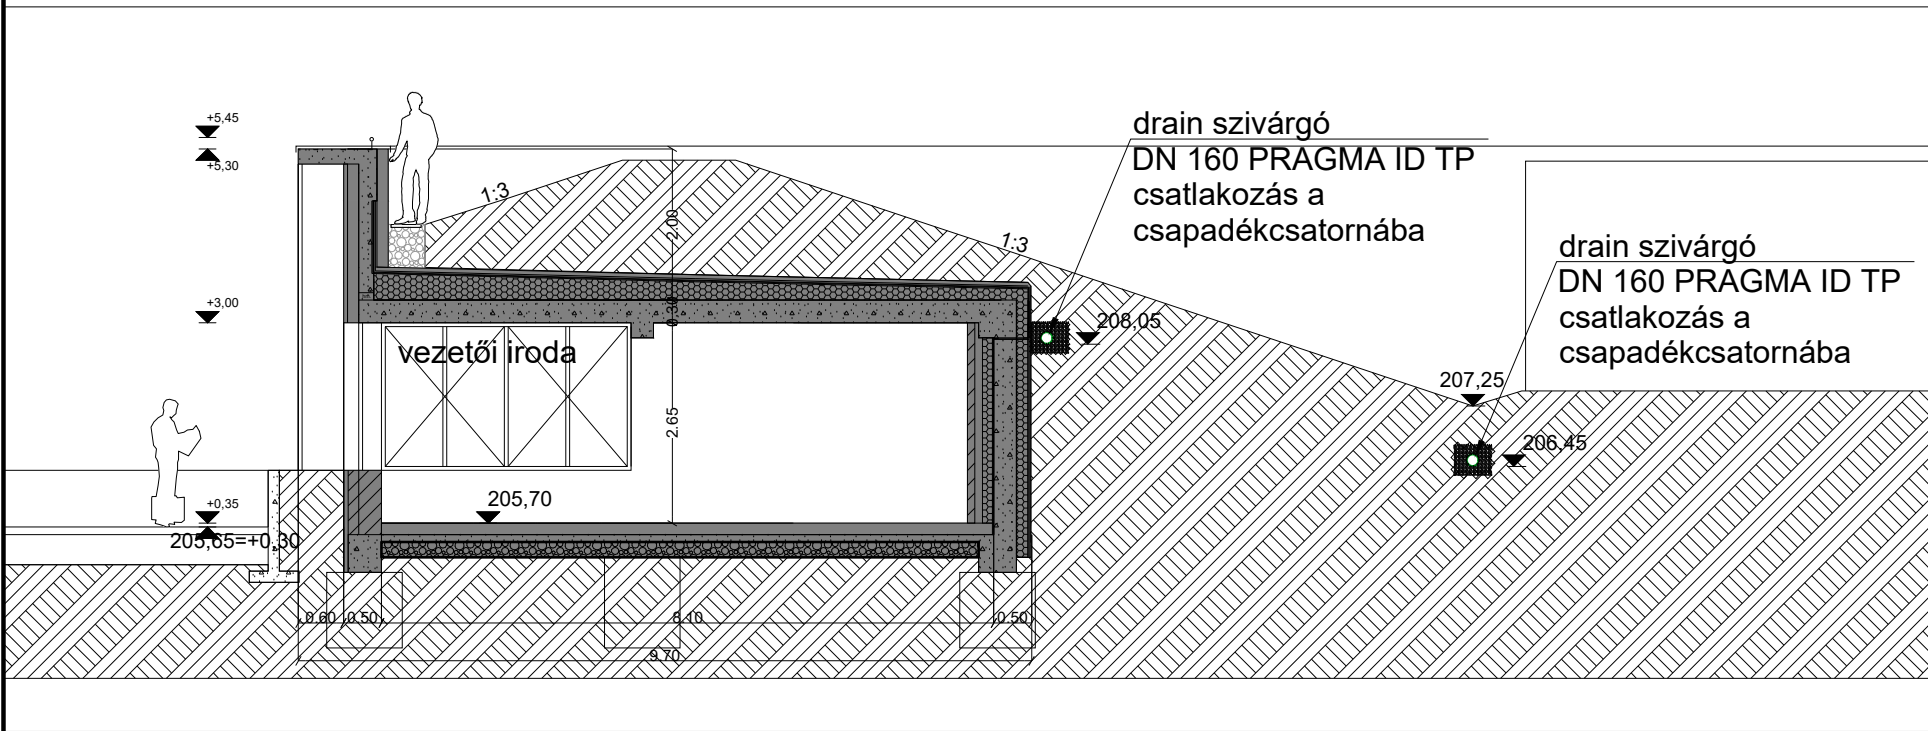 +5,45
+5,30
1:3
drain szivárgó
DN 160 PRAGMA ID TP
csatlakozás a
csapadékcsatornába
2.00
1:3
drain szivárgó
DN 160 PRAGMA ID TP
csatlakozás a
csapadékcsatornába
+3,00
0.30
208,05
vezetői iroda
207,25
2.65
206,45
205,70
+0,35
205,65=+0,30
0.60
0.50
8.10
0.50
9.70